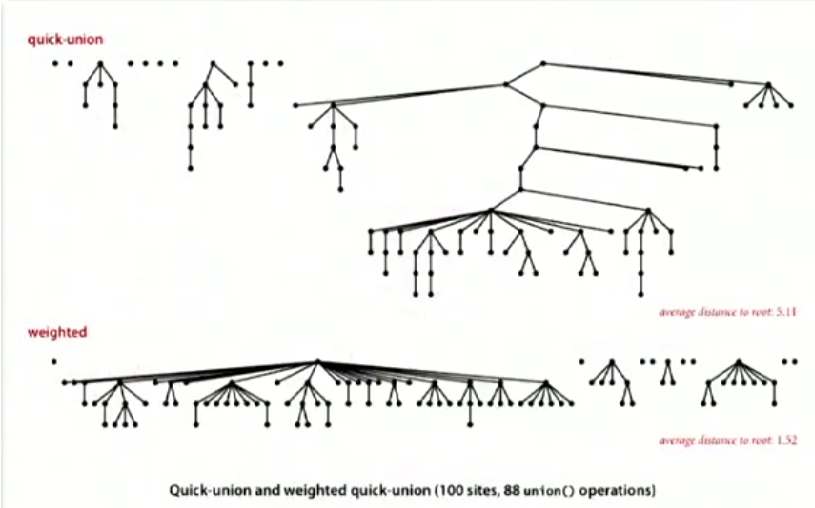 quick-union
average distance to root: 5.11
weighted
average distance to root: 1.52
Quick-union and weighted quick-union (100 sites, 88 union() operations)